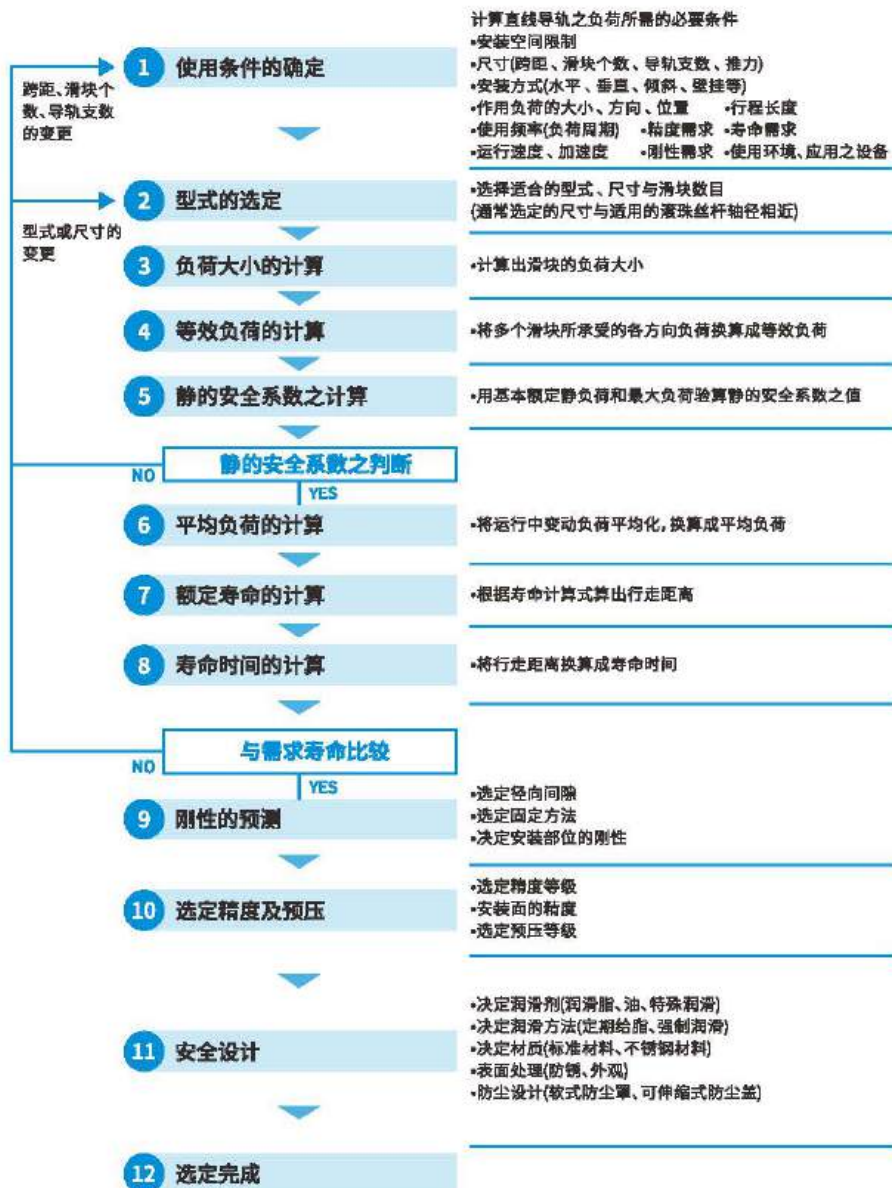 计算直线导轨之负荷所需的必要条件
•安装空间限制
1 使用条件的确定
•尺寸(跨距、滑块个数、导轨支数、推力)
•安装方式(水平、垂直、倾斜、壁挂等)
跨距、滑块个
数、导轨支数
的变更
•作用负荷的大小、方向、位置 •行程长度
•使用频率(负荷周期) •精度需求 •寿命需求
•运行速度、加速度 •刚性需求 •使用环境、应用之设备
2 型式的选定
•选择适合的型式、尺寸与滑块数目
(通常选定的尺寸与适用的滚珠丝杆轴径相近)
型式或尺寸的
变更
3 负荷大小的计算
•计算出滑块的负荷大小
4 等效负荷的计算
•将多个滑块所承受的各方向负荷换算成等效负荷
5 静的安全系数之计算
•用基本额定静负荷和最大负荷验算静的安全系数之值
静的安全系数之判断
NO
YES
6 平均负荷的计算
•将运行中变动负荷平均化,换算成平均负荷
7 额定寿命的计算
•根据寿命计算式算出行走距离
8 寿命时间的计算
•将行走距离换算成寿命时间
与需求寿命比较
NO
YES
9 刚性的预测
•选定径向间隙
•选定固定方法
•决定安装部位的刚性
10 选定精度及预压
•选定精度等级
•安装面的精度
•选定预压等级
11 安全设计
•决定润滑剂(润滑脂、油、特殊润滑)
•决定润滑方法(定期给脂、强制润滑)
•决定材质(标准材料、不锈钢材料)
•表面处理(防锈、外观)
•防尘设计(软式防尘罩、可伸缩式防尘盖)
12 选定完成